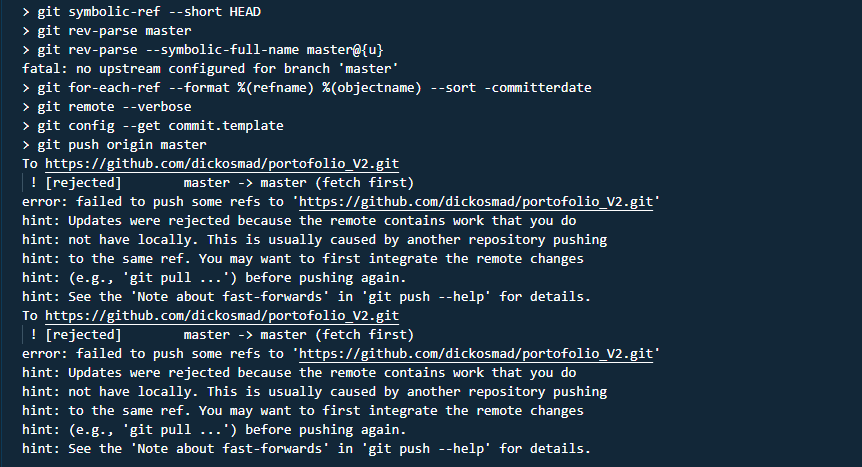 > git symbolic-ref --short HEAD
> git rev-parse master
> git rev-parse --symbolic-full-name master@{u}
fatal: no upstream configured for branch 'master'
> git for-each-ref --format %(refname) %(objectname) --sort -committerdate
> git remote --verbose
> git config --get commit.template
> git push origin master
To https://github.com/dickosmad/portofolio_V2.git
 ! [rejected]        master -> master (fetch first)
error: failed to push some refs to 'https://github.com/dickosmad/portofolio_V2.git'
hint: Updates were rejected because the remote contains work that you do
hint: not have locally. This is usually caused by another repository pushing
hint: to the same ref. You may want to first integrate the remote changes
hint: (e.g., 'git pull ...') before pushing again.
hint: See the 'Note about fast-forwards' in 'git push --help' for details.
To https://github.com/dickosmad/portofolio_V2.git
 ! [rejected]        master -> master (fetch first)
error: failed to push some refs to 'https://github.com/dickosmad/portofolio_V2.git'
hint: Updates were rejected because the remote contains work that you do
hint: not have locally. This is usually caused by another repository pushing
hint: to the same ref. You may want to first integrate the remote changes
hint: (e.g., 'git pull ...') before pushing again.
hint: See the 'Note about fast-forwards' in 'git push --help' for details.